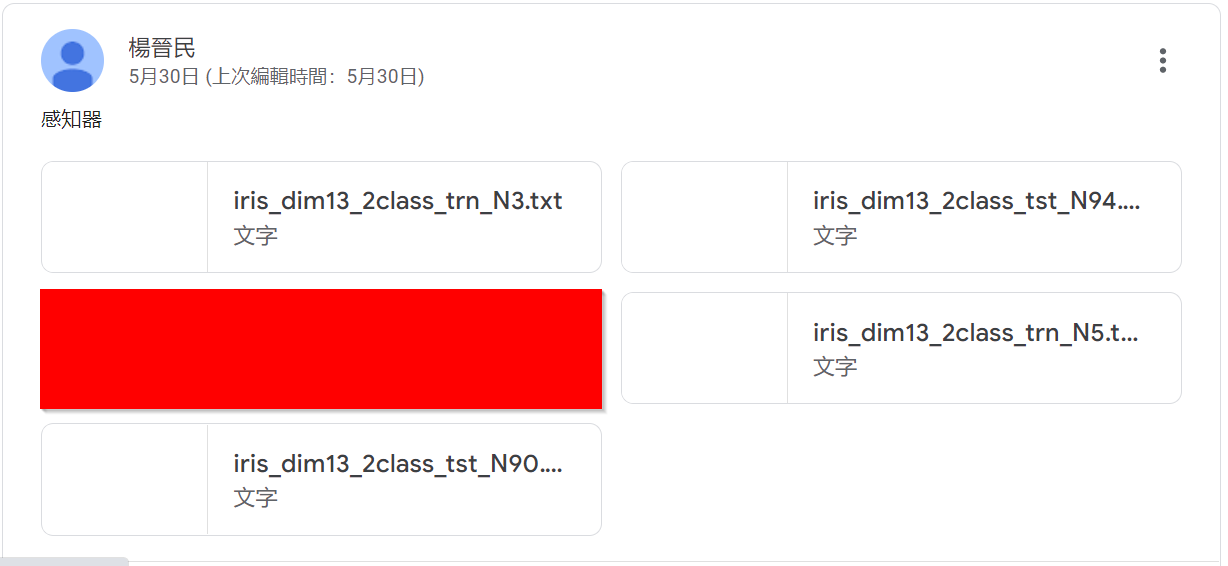 楊晉民
5月30日 (上次編輯時間：5月30日)
感知器
iris_dim13_2class_trn_N3.txt
文字
iris_dim13_2class_tst_N94....
文字
iris_dim13_2class_trn_N5.t...
文字
iris_dim13_2class_tst_N90....
文字